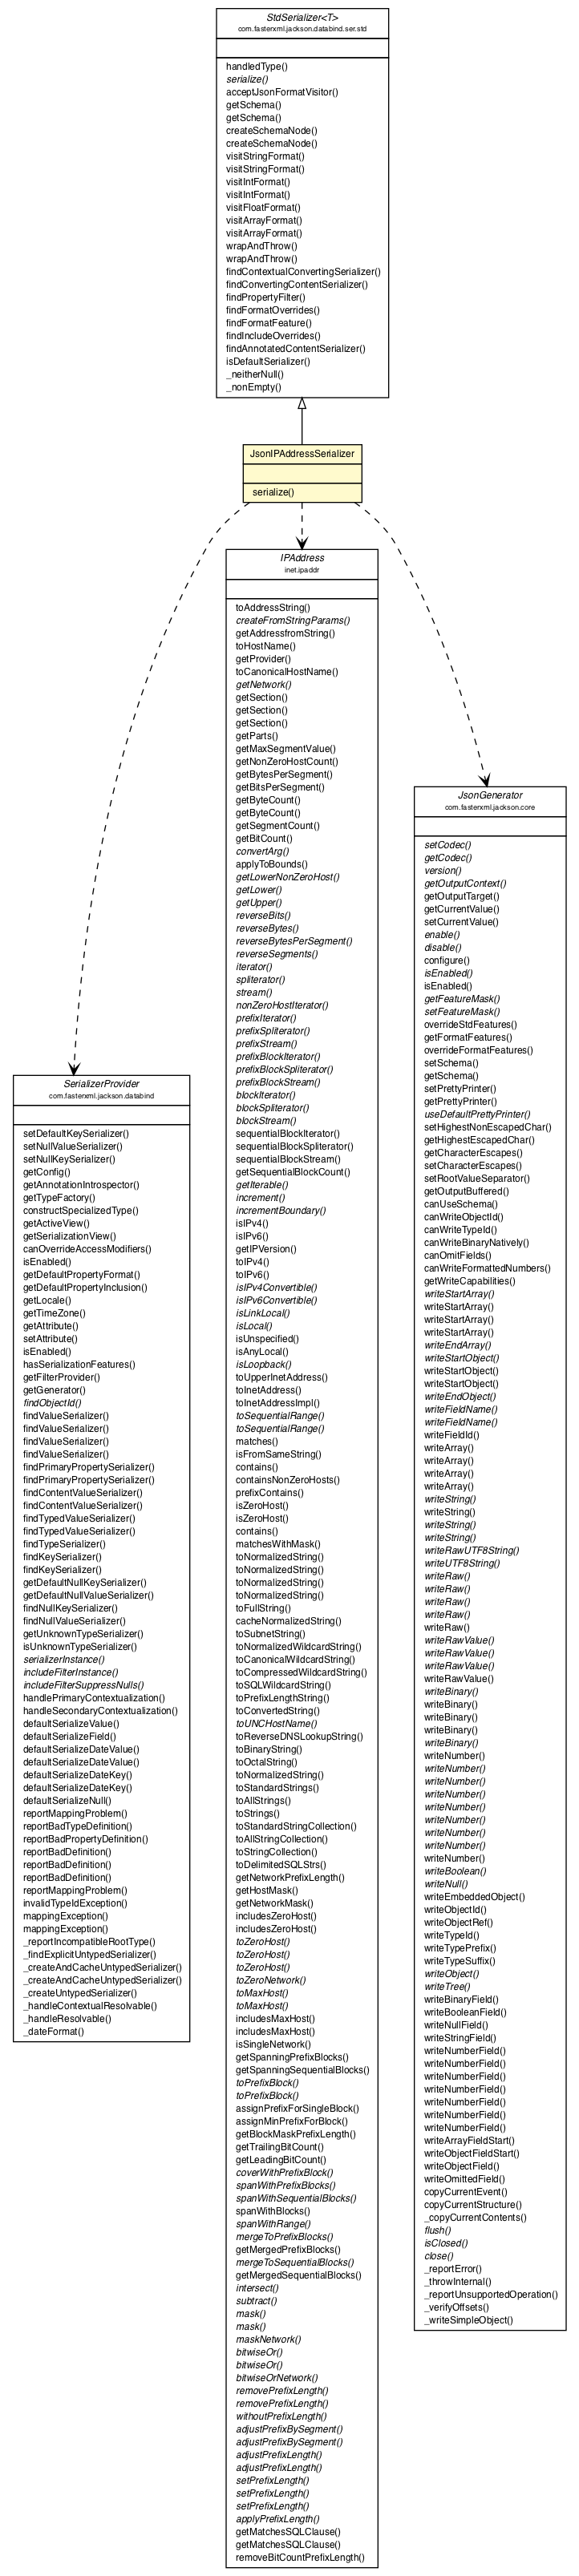 StdSerializer<T>
com.fasterxml.jackson.databind.ser.std
handledType()
serialize()
acceptJsonFormatVisitor()
getSchema()
getSchema()
createSchemaNode()
createSchemaNode()
visitStringFormat()
visitStringFormat()
visitIntFormat()
visitIntFormat()
visitFloatFormat()
visitArrayFormat()
visitArrayFormat()
wrapAndThrow()
wrapAndThrow()
findContextualConvertingSerializer()
findConvertingContentSerializer()
findPropertyFilter()
findFormatOverrides()
findFormatFeature()
findIncludeOverrides()
findAnnotatedContentSerializer()
isDefaultSerializer()
_neitherNull()
_nonEmpty()
JsonIPAddressSerializer
serialize()
IPAddress
inet.ipaddr
toAddressString()
createFromStringParams()
getAddressfromString()
toHostName()
getProvider()
toCanonicalHostName()
getNetwork()
getSection()
getSection()
getSection()
getParts()
getMaxSegmentValue()
getNonZeroHostCount()
getBytesPerSegment()
getBitsPerSegment()
getByteCount()
getByteCount()
getSegmentCount()
getBitCount()
convertArg()
applyToBounds()
getLowerNonZeroHost()
getLower()
getUpper()
reverseBits()
reverseBytes()
reverseBytesPerSegment()
reverseSegments()
iterator()
spliterator()
stream()
nonZeroHostIterator()
prefixIterator()
prefixSpliterator()
prefixStream()
prefixBlockIterator()
prefixBlockSpliterator()
prefixBlockStream()
blockIterator()
blockSpliterator()
blockStream()
sequentialBlockIterator()
sequentialBlockSpliterator()
sequentialBlockStream()
getSequentialBlockCount()
getIterable()
increment()
incrementBoundary()
isIPv4()
isIPv6()
getIPVersion()
toIPv4()
toIPv6()
isIPv4Convertible()
isIPv6Convertible()
isLinkLocal()
isLocal()
isUnspecified()
isAnyLocal()
isLoopback()
toUpperInetAddress()
toInetAddress()
toInetAddressImpl()
toSequentialRange()
toSequentialRange()
matches()
isFromSameString()
contains()
containsNonZeroHosts()
prefixContains()
isZeroHost()
isZeroHost()
contains()
matchesWithMask()
toNormalizedString()
toNormalizedString()
toNormalizedString()
toNormalizedString()
toFullString()
cacheNormalizedString()
toSubnetString()
toNormalizedWildcardString()
toCanonicalWildcardString()
toCompressedWildcardString()
toSQLWildcardString()
toPrefixLengthString()
toConvertedString()
toUNCHostName()
toReverseDNSLookupString()
toBinaryString()
toOctalString()
toNormalizedString()
toStandardStrings()
toAllStrings()
toStrings()
toStandardStringCollection()
toAllStringCollection()
toStringCollection()
toDelimitedSQLStrs()
getNetworkPrefixLength()
getHostMask()
getNetworkMask()
includesZeroHost()
includesZeroHost()
toZeroHost()
toZeroHost()
toZeroHost()
toZeroNetwork()
toMaxHost()
toMaxHost()
includesMaxHost()
includesMaxHost()
isSingleNetwork()
getSpanningPrefixBlocks()
getSpanningSequentialBlocks()
toPrefixBlock()
toPrefixBlock()
assignPrefixForSingleBlock()
assignMinPrefixForBlock()
getBlockMaskPrefixLength()
getTrailingBitCount()
getLeadingBitCount()
coverWithPrefixBlock()
spanWithPrefixBlocks()
spanWithSequentialBlocks()
spanWithBlocks()
spanWithRange()
mergeToPrefixBlocks()
getMergedPrefixBlocks()
mergeToSequentialBlocks()
getMergedSequentialBlocks()
intersect()
subtract()
mask()
mask()
maskNetwork()
bitwiseOr()
bitwiseOr()
bitwiseOrNetwork()
removePrefixLength()
removePrefixLength()
withoutPrefixLength()
adjustPrefixBySegment()
adjustPrefixBySegment()
adjustPrefixLength()
adjustPrefixLength()
setPrefixLength()
setPrefixLength()
setPrefixLength()
applyPrefixLength()
getMatchesSQLClause()
getMatchesSQLClause()
removeBitCountPrefixLength()
JsonGenerator
com.fasterxml.jackson.core
setCodec()
getCodec()
version()
getOutputContext()
getOutputTarget()
getCurrentValue()
setCurrentValue()
enable()
disable()
configure()
isEnabled()
isEnabled()
getFeatureMask()
setFeatureMask()
overrideStdFeatures()
getFormatFeatures()
overrideFormatFeatures()
setSchema()
getSchema()
setPrettyPrinter()
getPrettyPrinter()
useDefaultPrettyPrinter()
setHighestNonEscapedChar()
getHighestEscapedChar()
getCharacterEscapes()
setCharacterEscapes()
setRootValueSeparator()
getOutputBuffered()
canUseSchema()
canWriteObjectId()
canWriteTypeId()
canWriteBinaryNatively()
canOmitFields()
canWriteFormattedNumbers()
getWriteCapabilities()
writeStartArray()
writeStartArray()
writeStartArray()
writeStartArray()
writeEndArray()
writeStartObject()
writeStartObject()
writeStartObject()
writeEndObject()
writeFieldName()
writeFieldName()
writeFieldId()
writeArray()
writeArray()
writeArray()
writeArray()
writeString()
writeString()
writeString()
writeString()
writeRawUTF8String()
writeUTF8String()
writeRaw()
writeRaw()
writeRaw()
writeRaw()
writeRaw()
writeRawValue()
writeRawValue()
writeRawValue()
writeRawValue()
writeBinary()
writeBinary()
writeBinary()
writeBinary()
writeBinary()
writeNumber()
writeNumber()
writeNumber()
writeNumber()
writeNumber()
writeNumber()
writeNumber()
writeNumber()
writeNumber()
writeBoolean()
writeNull()
writeEmbeddedObject()
writeObjectId()
writeObjectRef()
writeTypeId()
writeTypePrefix()
writeTypeSuffix()
writeObject()
writeTree()
writeBinaryField()
writeBooleanField()
writeNullField()
writeStringField()
writeNumberField()
writeNumberField()
writeNumberField()
writeNumberField()
writeNumberField()
writeNumberField()
writeNumberField()
writeArrayFieldStart()
writeObjectFieldStart()
writeObjectField()
writeOmittedField()
copyCurrentEvent()
copyCurrentStructure()
_copyCurrentContents()
flush()
isClosed()
close()
_reportError()
_throwInternal()
_reportUnsupportedOperation()
_verifyOffsets()
_writeSimpleObject()
SerializerProvider
com.fasterxml.jackson.databind
setDefaultKeySerializer()
setNullValueSerializer()
setNullKeySerializer()
getConfig()
getAnnotationIntrospector()
getTypeFactory()
constructSpecializedType()
getActiveView()
getSerializationView()
canOverrideAccessModifiers()
isEnabled()
getDefaultPropertyFormat()
getDefaultPropertyInclusion()
getLocale()
getTimeZone()
getAttribute()
setAttribute()
isEnabled()
hasSerializationFeatures()
getFilterProvider()
getGenerator()
findObjectId()
findValueSerializer()
findValueSerializer()
findValueSerializer()
findValueSerializer()
findPrimaryPropertySerializer()
findPrimaryPropertySerializer()
findContentValueSerializer()
findContentValueSerializer()
findTypedValueSerializer()
findTypedValueSerializer()
findTypeSerializer()
findKeySerializer()
findKeySerializer()
getDefaultNullKeySerializer()
getDefaultNullValueSerializer()
findNullKeySerializer()
findNullValueSerializer()
getUnknownTypeSerializer()
isUnknownTypeSerializer()
serializerInstance()
includeFilterInstance()
includeFilterSuppressNulls()
handlePrimaryContextualization()
handleSecondaryContextualization()
defaultSerializeValue()
defaultSerializeField()
defaultSerializeDateValue()
defaultSerializeDateValue()
defaultSerializeDateKey()
defaultSerializeDateKey()
defaultSerializeNull()
reportMappingProblem()
reportBadTypeDefinition()
reportBadPropertyDefinition()
reportBadDefinition()
reportBadDefinition()
reportBadDefinition()
reportMappingProblem()
invalidTypeIdException()
mappingException()
mappingException()
_reportIncompatibleRootType()
_findExplicitUntypedSerializer()
_createAndCacheUntypedSerializer()
_createAndCacheUntypedSerializer()
_createUntypedSerializer()
_handleContextualResolvable()
_handleResolvable()
_dateFormat()